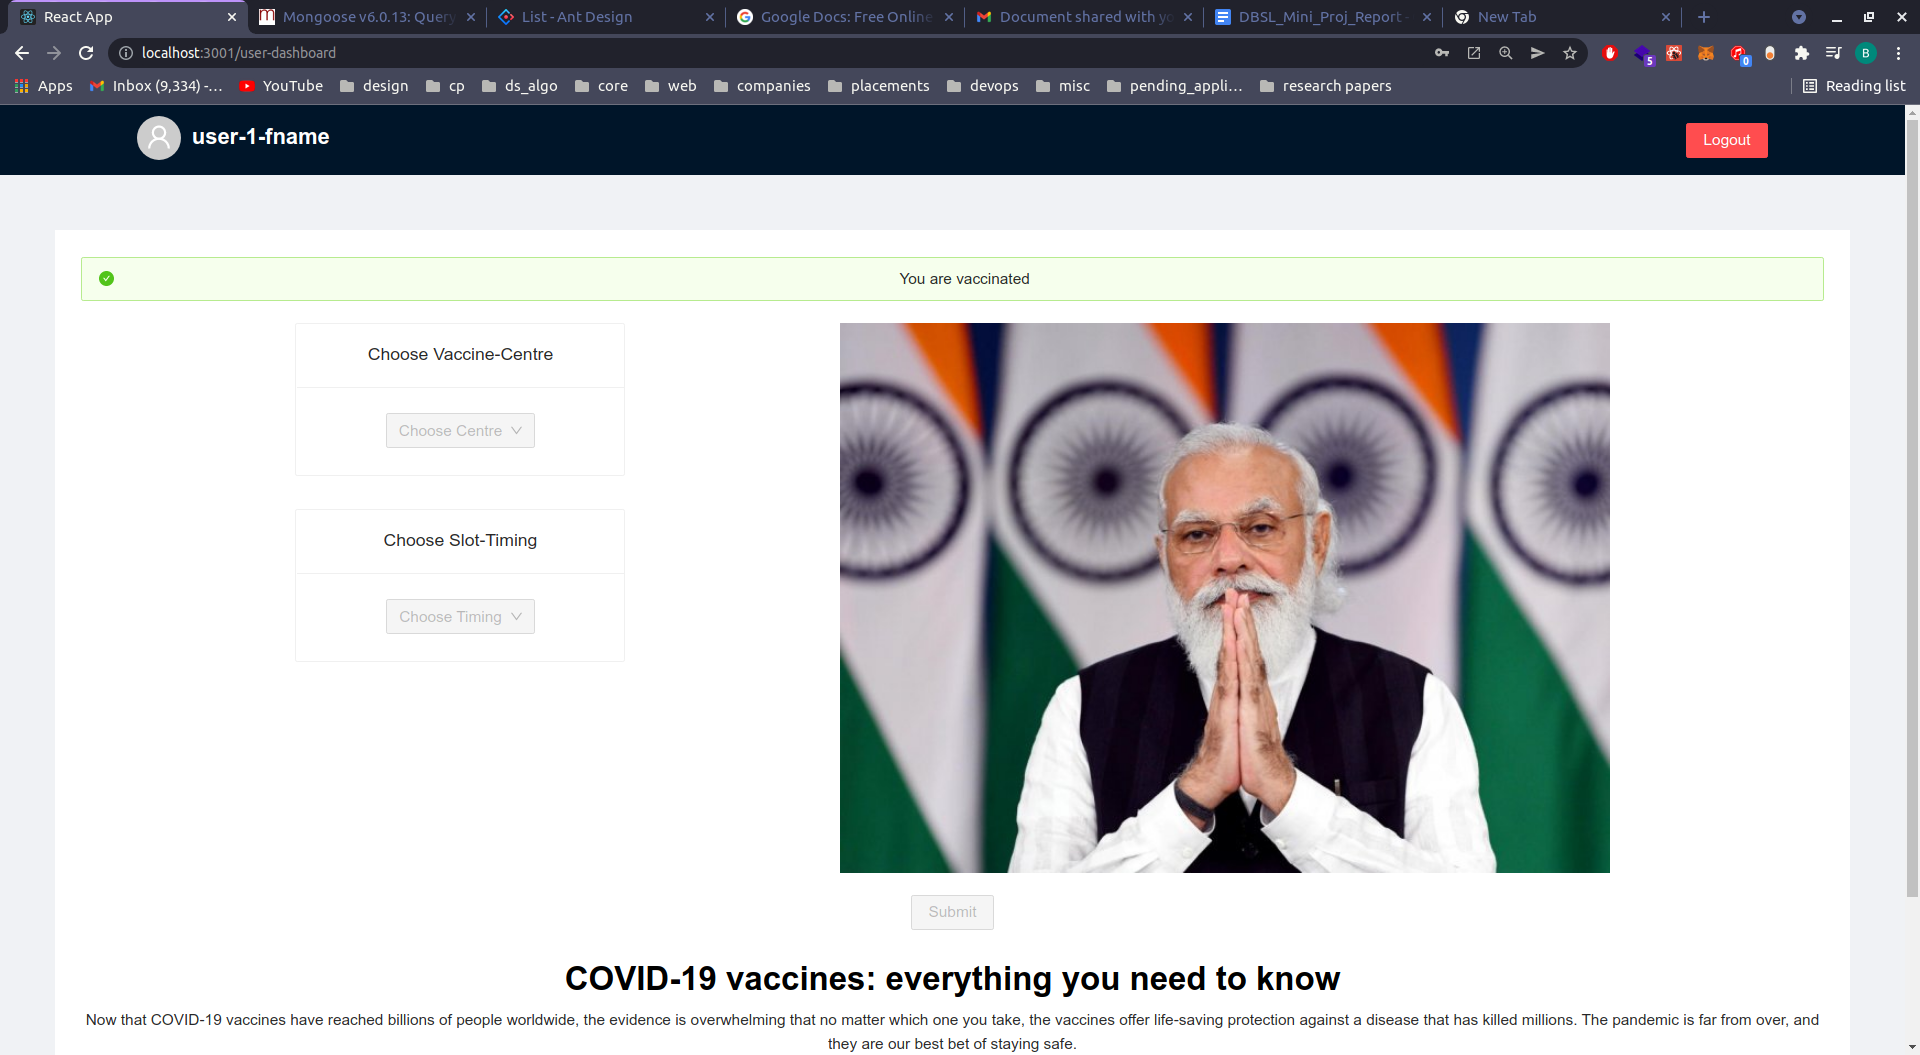 React App
Mongoose v6.0.13: Query
List - Ant Design
Google Docs: Free Online
Document shared with yo
DBSL_Mini_Proj_Report -
New Tab
localhost:3001/user-dashboard
5
0
B
Apps
Inbox (9,334) -...
YouTube
design
cp
ds_algo
core
web
companies
placements
devops
misc
pending_appli...
research papers
Reading list
user-1-fname
Logout
You are vaccinated
Choose Vaccine-Centre
Choose Centre
Choose Slot-Timing
Choose Timing
Submit
COVID-19 vaccines: everything you need to know
Now that COVID-19 vaccines have reached billions of people worldwide, the evidence is overwhelming that no matter which one you take, the vaccines offer life-saving protection against a disease that has killed millions. The pandemic is far from over, and
they are our best bet of staying safe.